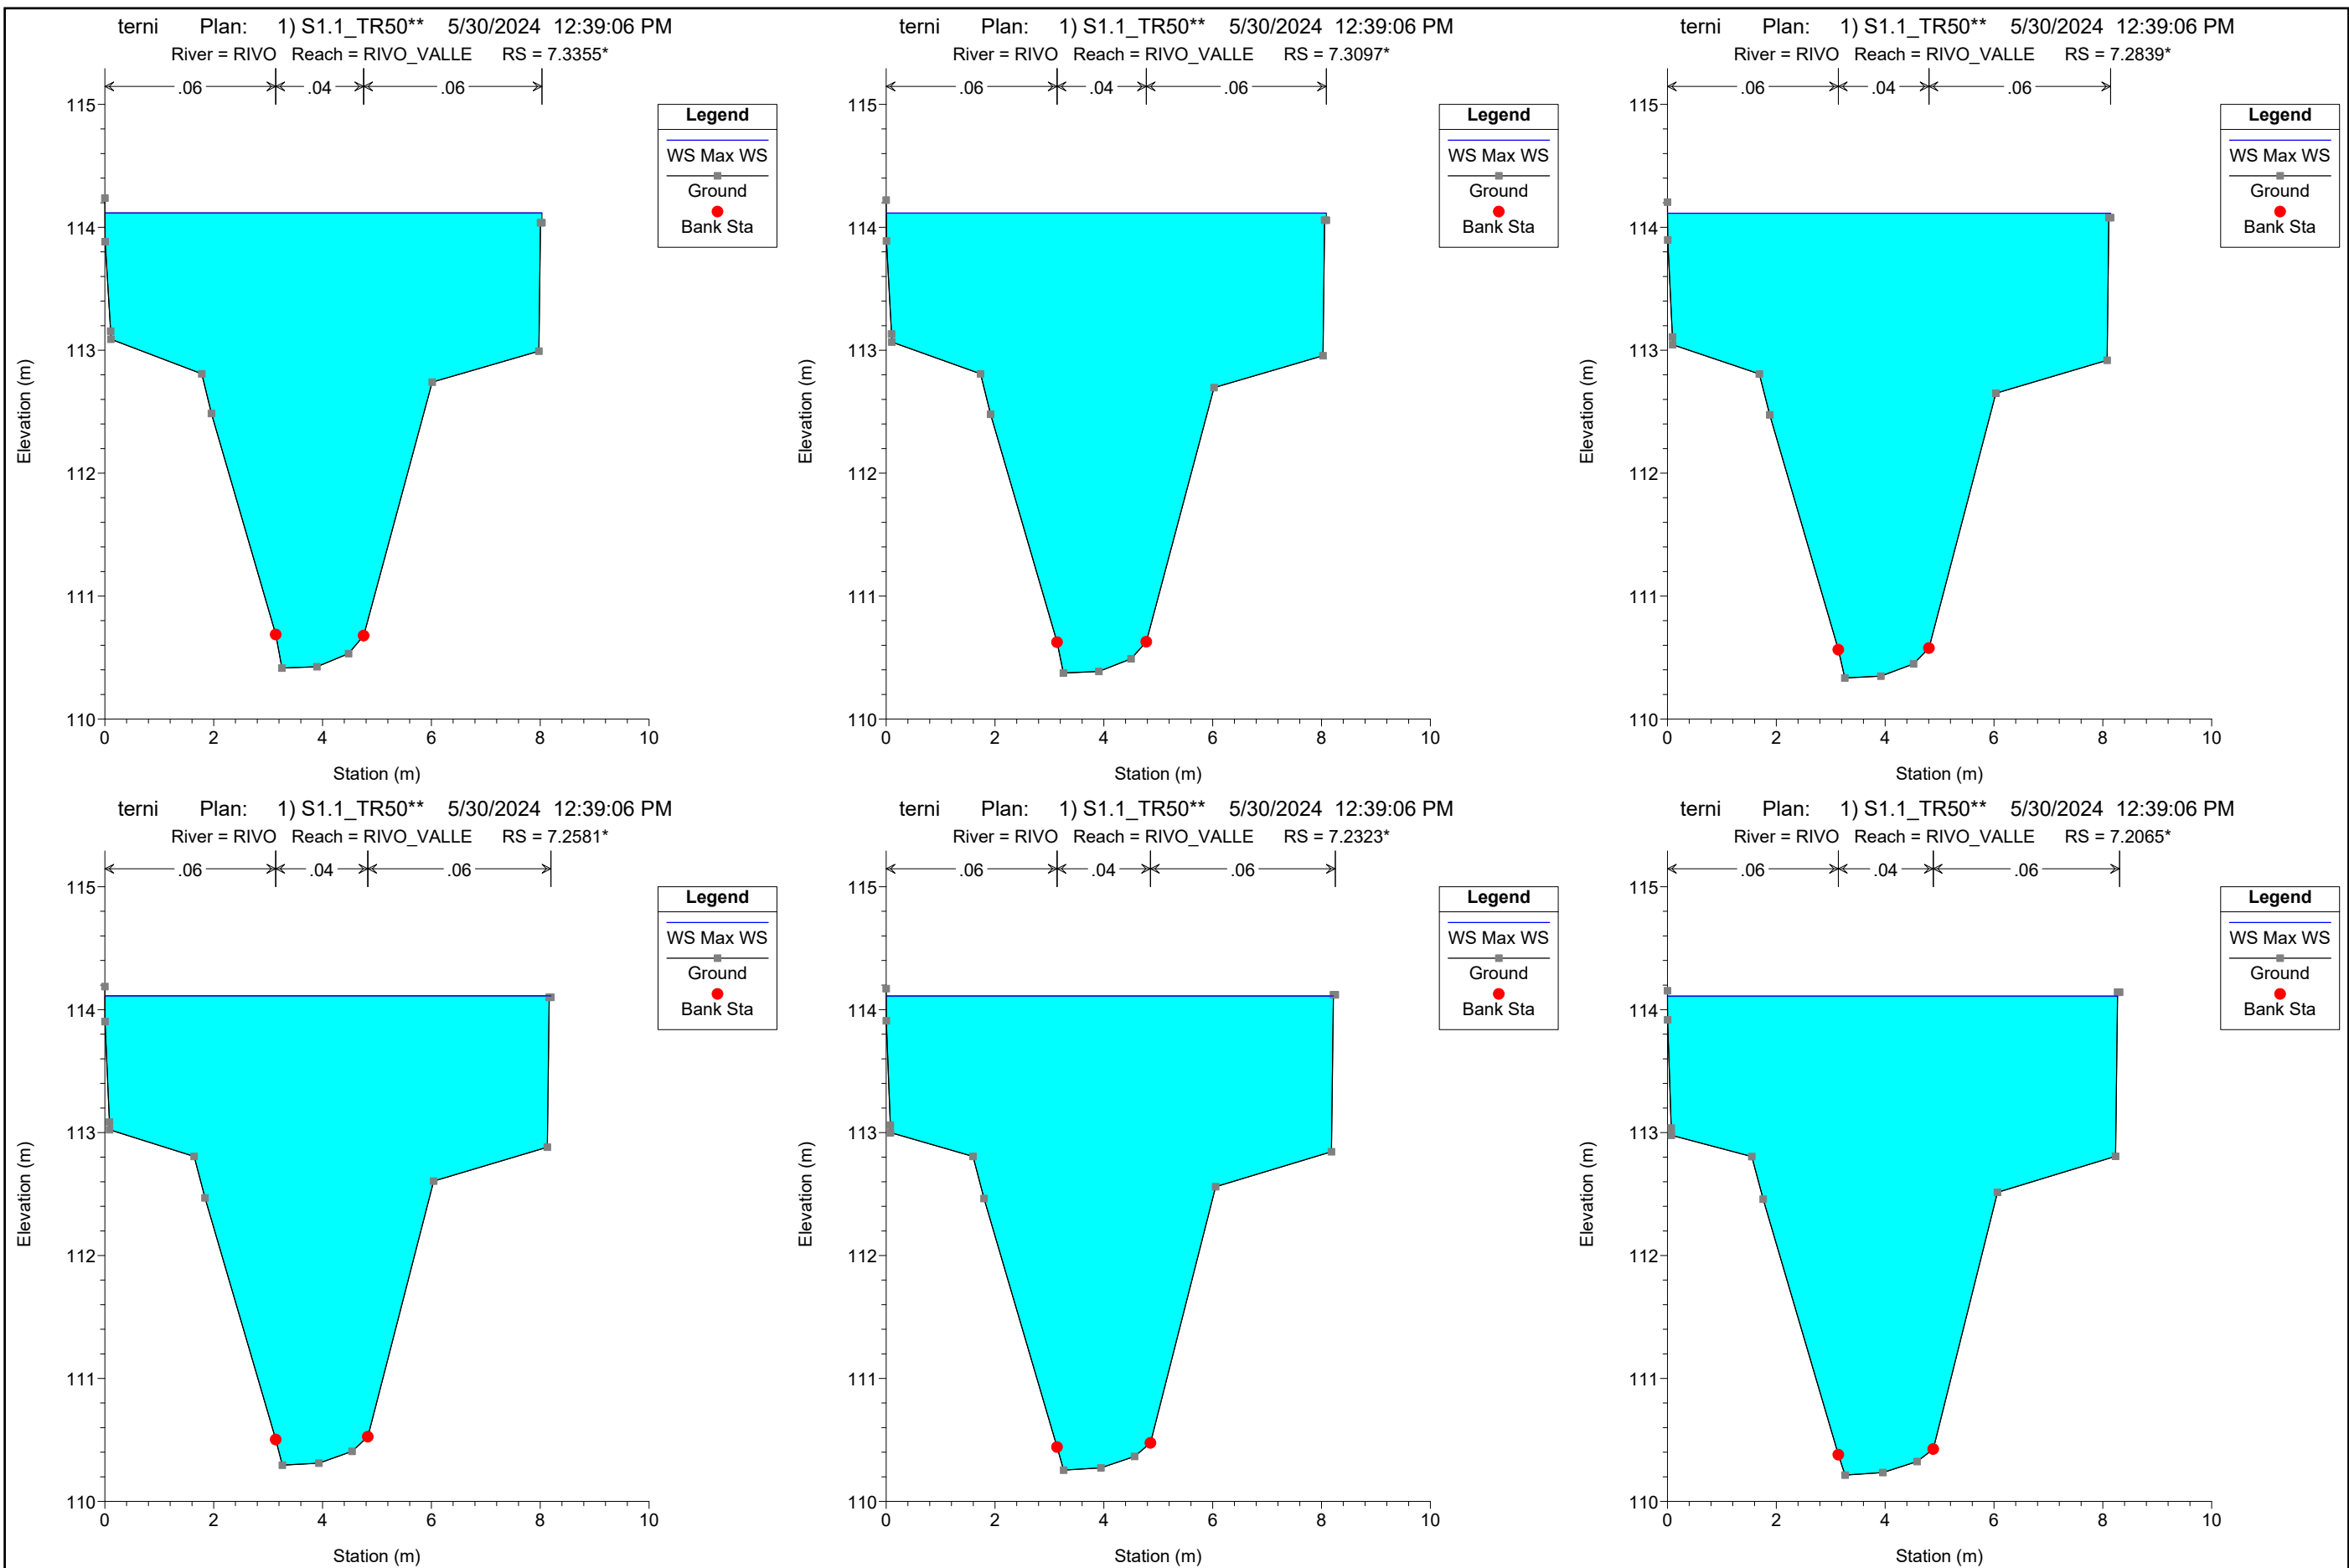 terni Plan: 1) S1.1_TR50** 5/30/2024 12:39:06 PM
River = RIVO Reach = RIVO_VALLE RS = 7.3355*
.06 .04 .06
Legend
WS Max WS
Ground
Bank Sta
115
114
113
112
111
110
Elevation (m)
0 2 4 6 8 10
Station (m)
terni Plan: 1) S1.1_TR50** 5/30/2024 12:39:06 PM
River = RIVO Reach = RIVO_VALLE RS = 7.3097*
.06 .04 .06
Legend
WS Max WS
Ground
Bank Sta
115
114
113
112
111
110
Elevation (m)
0 2 4 6 8 10
Station (m)
terni Plan: 1) S1.1_TR50** 5/30/2024 12:39:06 PM
River = RIVO Reach = RIVO_VALLE RS = 7.2839*
.06 .04 .06
Legend
WS Max WS
Ground
Bank Sta
115
114
113
112
111
110
Elevation (m)
0 2 4 6 8 10
Station (m)
terni Plan: 1) S1.1_TR50** 5/30/2024 12:39:06 PM
River = RIVO Reach = RIVO_VALLE RS = 7.2581*
.06 .04 .06
Legend
WS Max WS
Ground
Bank Sta
115
114
113
112
111
110
Elevation (m)
0 2 4 6 8 10
Station (m)
terni Plan: 1) S1.1_TR50** 5/30/2024 12:39:06 PM
River = RIVO Reach = RIVO_VALLE RS = 7.2323*
.06 .04 .06
Legend
WS Max WS
Ground
Bank Sta
115
114
113
112
111
110
Elevation (m)
0 2 4 6 8 10
Station (m)
terni Plan: 1) S1.1_TR50** 5/30/2024 12:39:06 PM
River = RIVO Reach = RIVO_VALLE RS = 7.2065*
.06 .04 .06
Legend
WS Max WS
Ground
Bank Sta
115
114
113
112
111
110
Elevation (m)
0 2 4 6 8 10
Station (m)